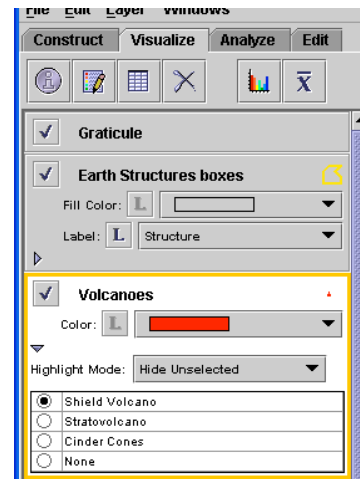 File Edit Layer Windows
Construct Visualize Analyze Edit
i x̅
Graticule
Earth Structures boxes
Fill Color: L
Label: L Structure
Volcanoes
Color: L
Highlight Mode: Hide Unselected
Shield Volcano
Stratovolcano
Cinder Cones
None